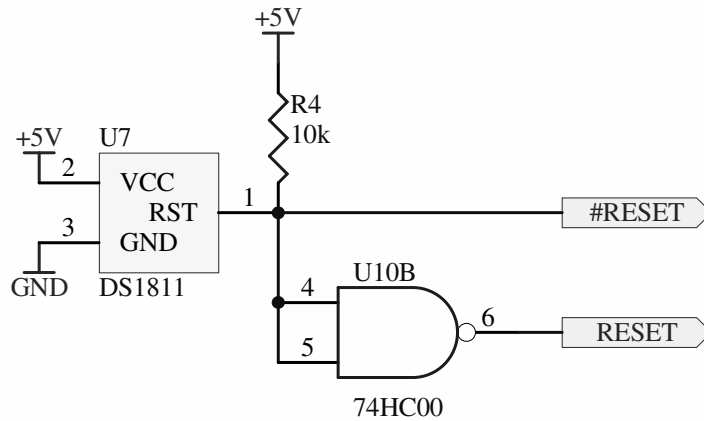 +5V
R4
10k
+5V
U7
2
VCC
1
RST
#RESET
3
GND
GND
DS1811
U10B
4
6
RESET
5
74HC00